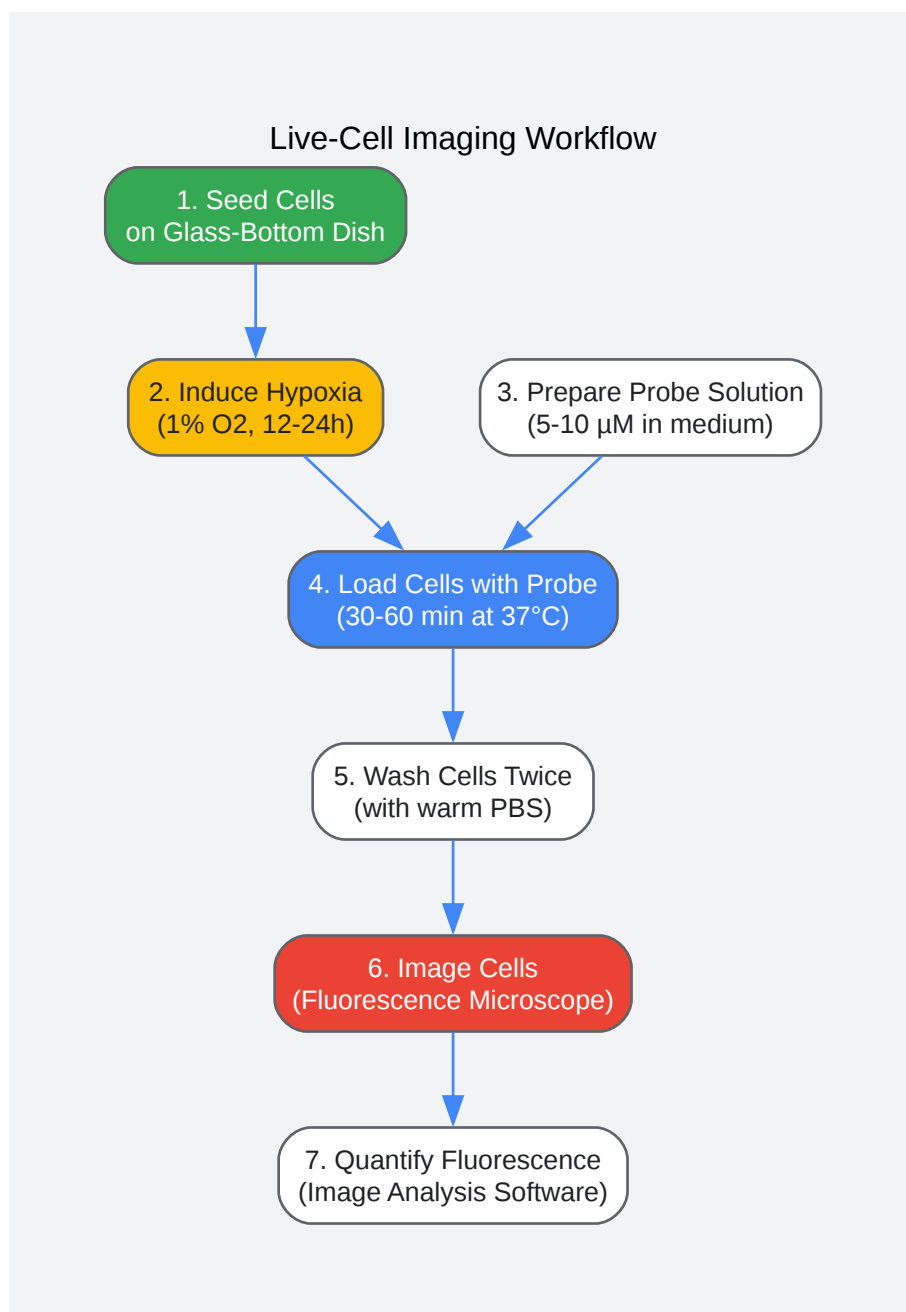 Live-Cell Imaging Workflow
1. Seed Cells
on Glass-Bottom Dish
2. Induce Hypoxia
(1% O2, 12-24h)
3. Prepare Probe Solution
(5-10 µM in medium)
4. Load Cells with Probe
(30-60 min at 37°C)
5. Wash Cells Twice
(with warm PBS)
6. Image Cells
(Fluorescence Microscope)
7. Quantify Fluorescence
(Image Analysis Software)